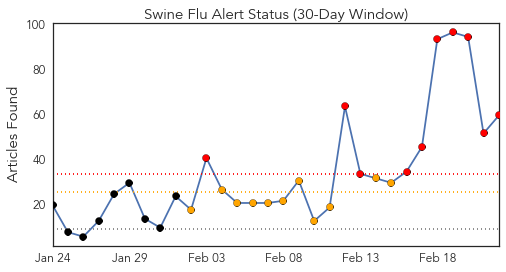 Swine Flu Alert Status (30-Day Window)
Articles Found
100
80
60
40
20
Jan 24 Jan 29 Feb 03 Feb 08 Feb 13 Feb 18